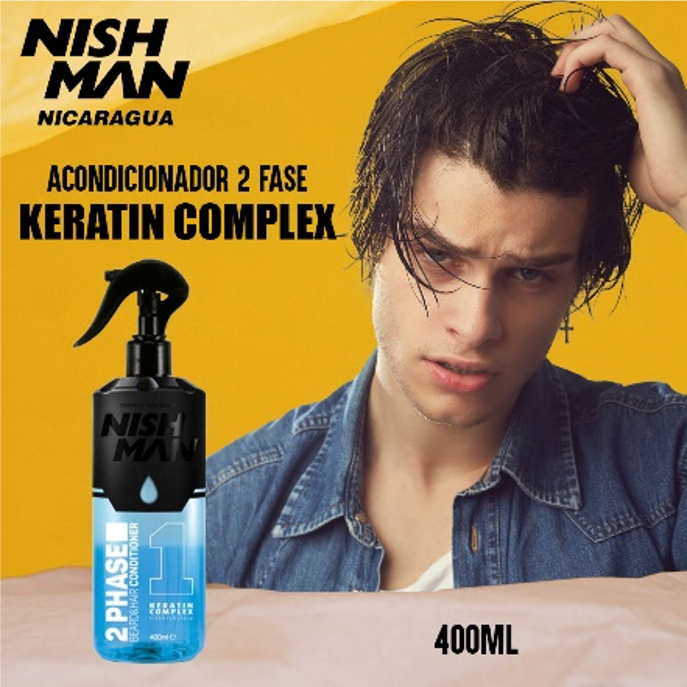 NISH
MAN
NICARAGUA
ACONDICIONADOR 2 FASE
KERATIN COMPLEX
NISH
MAN
2 PHASE
BEARD&HAIR CONDITIONER
1
KERATIN
COMPLEX
400ml
400ML